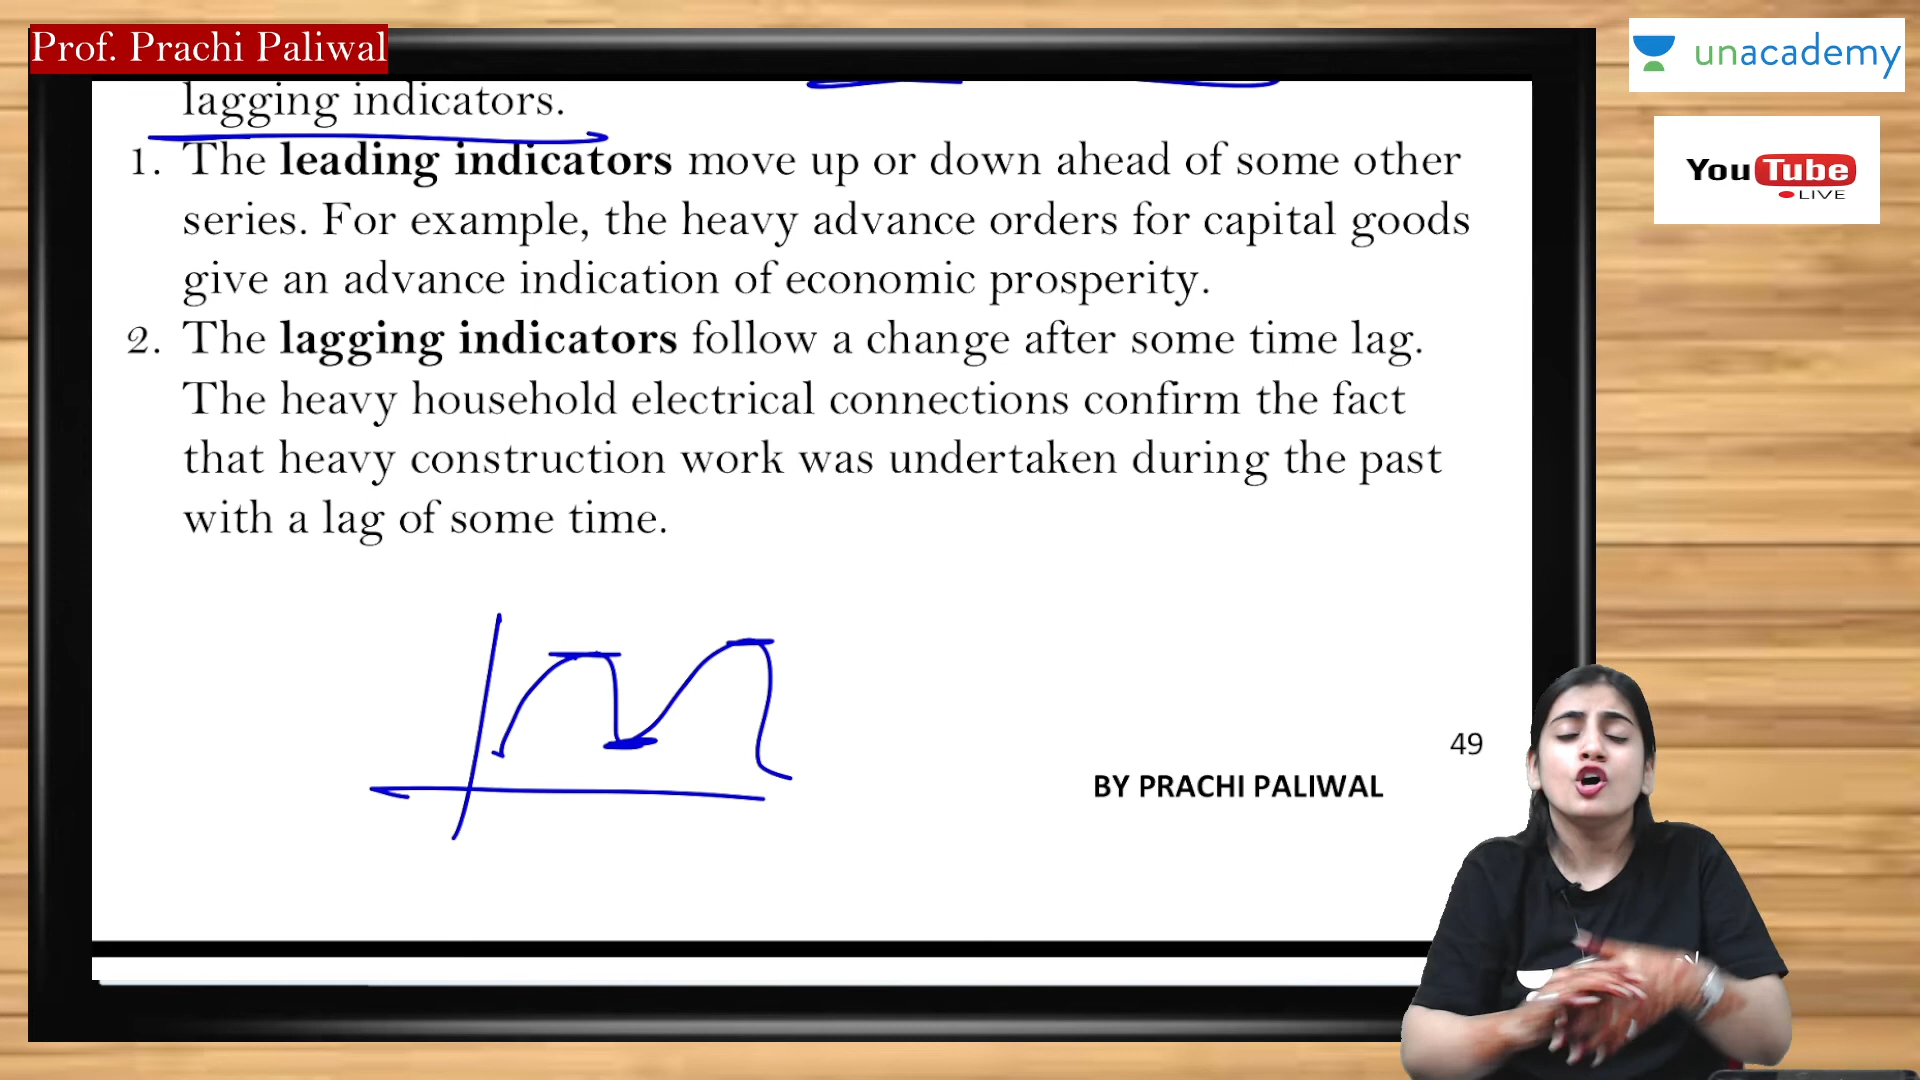 Prof. Prachi Paliwal
unacademy
YouTube
LIVE
lagging indicators.
1. The leading indicators move up or down ahead of some other
series. For example, the heavy advance orders for capital goods
give an advance indication of economic prosperity.
2. The lagging indicators follow a change after some time lag.
The heavy household electrical connections confirm the fact
that heavy construction work was undertaken during the past
with a lag of some time.
49
BY PRACHI PALIWAL